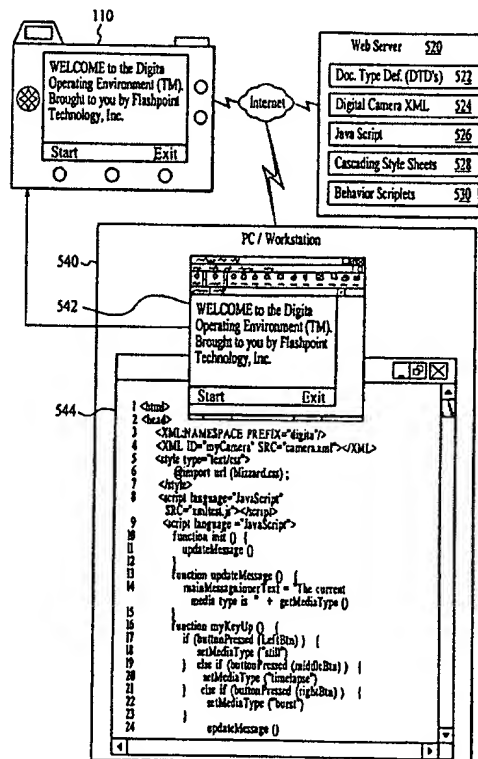 110
WELCOME to the Digita
Operating Environment (TM).
Brought to you by Flashpoint
Technology, Inc.
Start Exit
Internet
Web Server 520
Doc. Type Def. (DTD's) 522
Digital Camera XML 524
Java Script 526
Cascading Style Sheets 528
Behavior Scriplets 530
PC / Workstation
540
542
WELCOME to the Digita
Operating Environment (TM).
Brought to you by Flashpoint
Technology, Inc.
Start Exit
544
1 <html>
2 <head>
3 <XML:NAMESPACE PREFIX="digita"/>
4 <XML ID="myCamera" SRC="camera.xml"></XML>
5 <style type="text/css">
6 @import url (blizzard.css) ;
7 </style>
8 <script language="JavaScript"
SRC="xmltest.js"></script>
9 <script language ="JavaScript">
10 function init () {
11 updateMessage ()
12 }
13 function updateMessage () {
14 mainMessage.innerText = "The current
media type is " + getMediaType ()
15 }
16 function myKeyUp () {
17 if (buttonPressed (LeftBtn) ) {
18 setMediaType ("still")
19 } else if (buttonPressed (middleBtn) ) {
20 setMediaType ("timelapse")
21 } else if (buttonPressed (rightBtn) ) {
22 setMediaType ("burst")
23 }
24 updateMessage ()